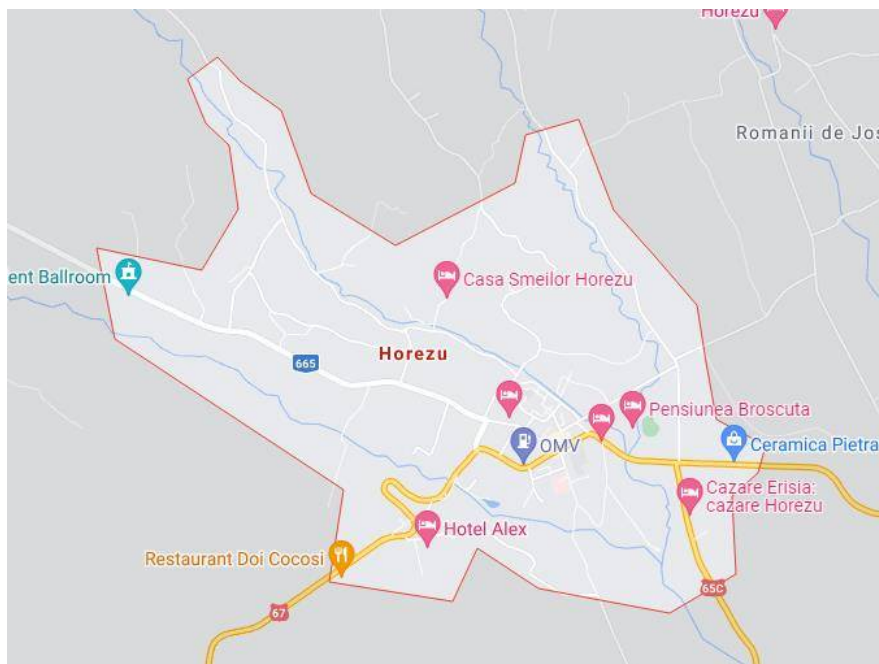 Horezu
Romanii de Jos
ent Ballroom
Casa Smeilor Horezu
Horezu
665
Pensiunea Broscuta
OMV
Ceramica Pietra
Cazare Erisia:
cazare Horezu
Hotel Alex
Restaurant Doi Cocosi
65C
67